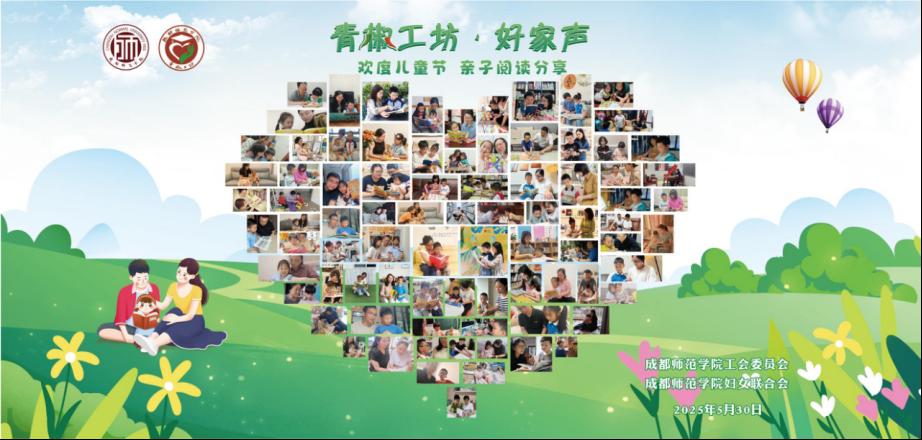 青椒工坊·好家声
欢度儿童节 亲子阅读分享
成都师范学院工会委员会
成都师范学院妇女联合会
2025年5月30日